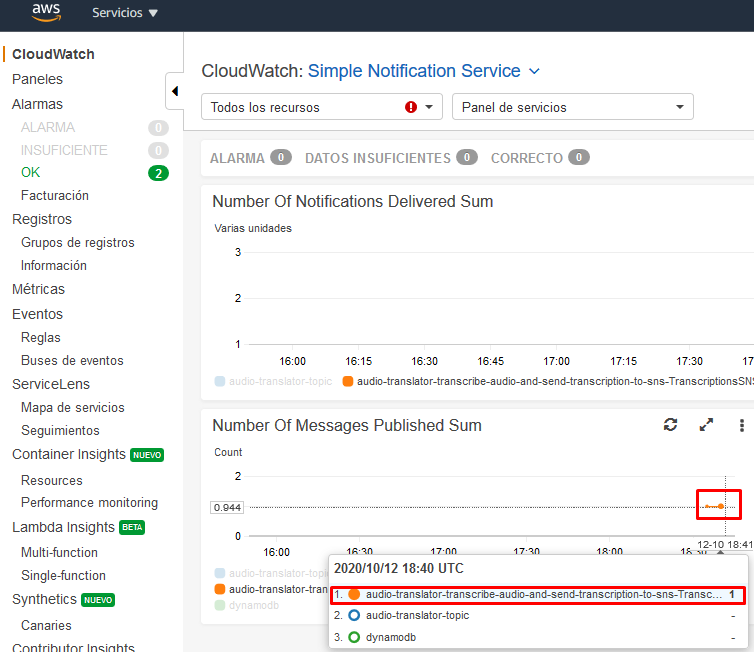 aws
Servicios
CloudWatch
Paneles
Alarmas
ALARMA 0
INSUFICIENTE 0
OK 2
Facturación
Registros
Grupos de registros
Información
Métricas
Eventos
Reglas
Buses de eventos
ServiceLens
Mapa de servicios
Seguimientos
Container Insights NUEVO
Resources
Performance monitoring
Lambda Insights BETA
Multi-function
Single-function
Synthetics NUEVO
Canaries
Contributor Insights
CloudWatch: Simple Notification Service
Todos los recursos
Panel de servicios
ALARMA 0 DATOS INSUFICIENTES 0 CORRECTO 0
Number Of Notifications Delivered Sum
Varias unidades
3
2
1
16:00 16:15 16:30 16:45 17:00 17:15 17:30 17
audio-translator-topic audio-translator-transcribe-audio-and-send-transcription-to-sns-TranscriptionsSNS
Number Of Messages Published Sum
Count
2
0.944
0
12-10 18:41
16:00 16:30 17:00 17:30 18:00 18:30
audio-translator-topic
audio-translator-trans
dynamodb
2020/10/12 18:40 UTC
1. audio-translator-transcribe-audio-and-send-transcription-to-sns-Transc... 1
2. audio-translator-topic -
3. dynamodb -